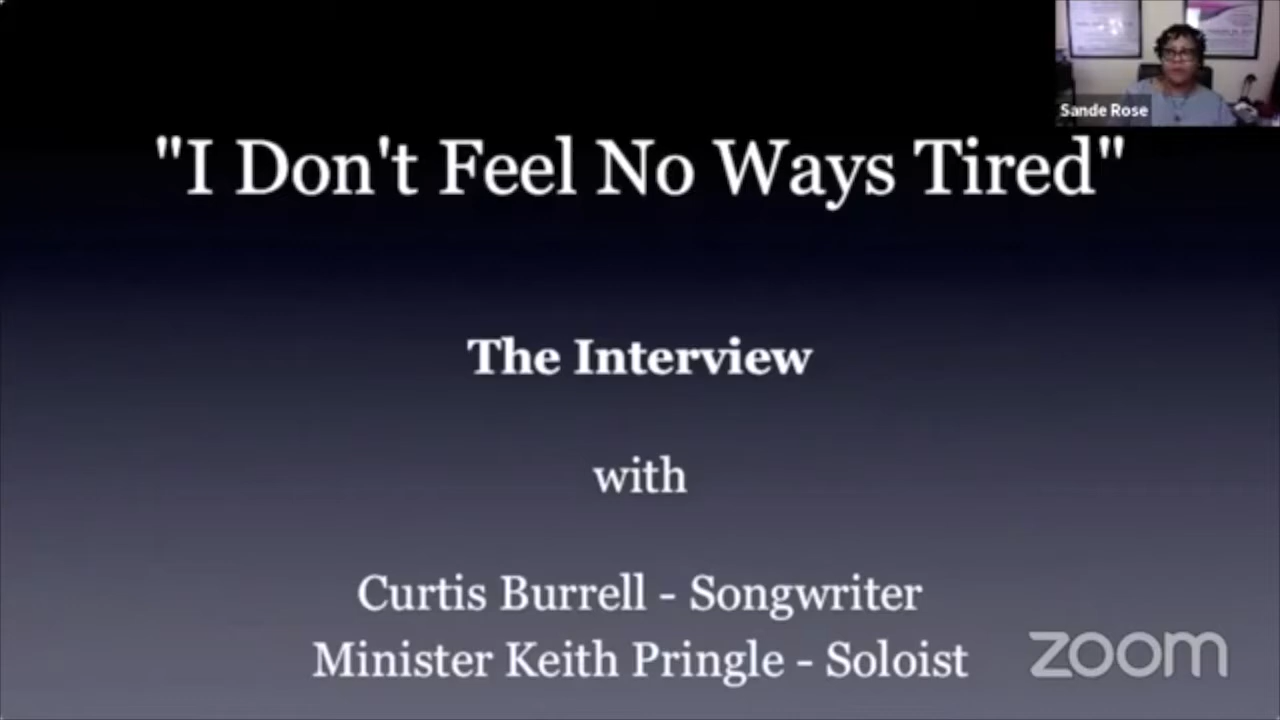 Sande Rose
"I Don't Feel No Ways Tired"
The Interview
with
Curtis Burrell - Songwriter
Minister Keith Pringle - Soloist
zoom